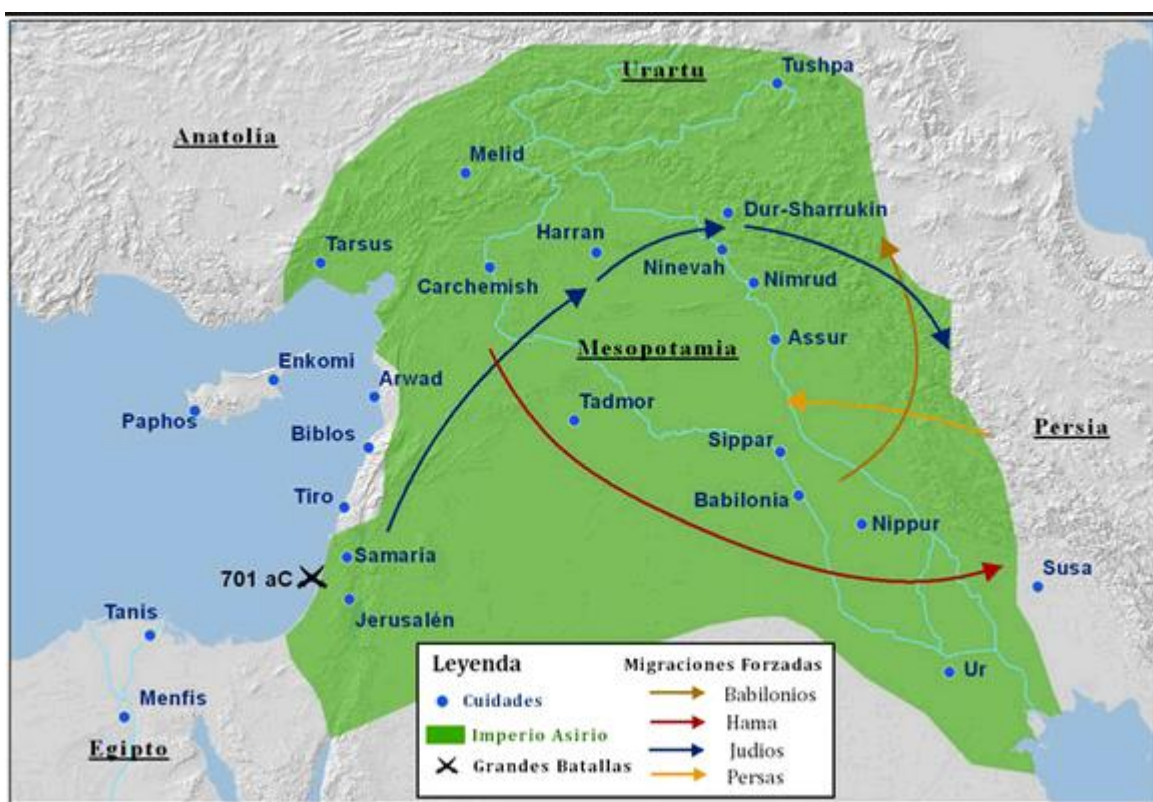 Urartu
Tushpa
Anatolia
Melid
Dur-Sharrukin
Harran
Tarsus
Ninevah
Carchemish
Nimrud
Assur
Mesopotamia
Enkomi
Arwad
Paphos
Tadmor
Persia
Biblos
Sippar
Tiro
Babilonia
Nippur
Samaria
701 aC
Susa
Jerusalén
Tanis
Ur
Menfis
Egipto
Leyenda
Cuidades
Imperio Asirio
Grandes Batallas
Migraciones Forzadas
Babilonios
Hama
Judios
Persas